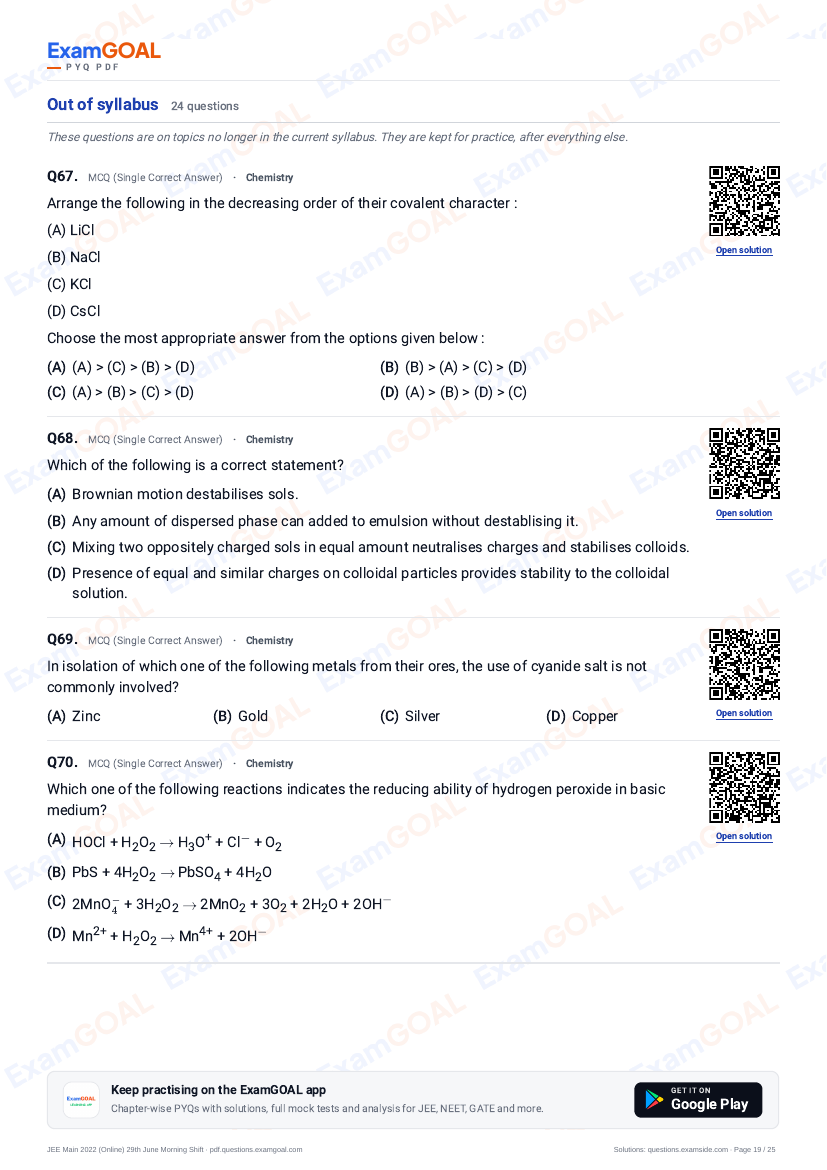 ExamGOAL
PYQ PDF
Out of syllabus 24 questions
These questions are on topics no longer in the current syllabus. They are kept for practice, after everything else.
Q67. MCQ (Single Correct Answer) · Chemistry
Arrange the following in the decreasing order of their covalent character :
(A) LiCl
(B) NaCl
(C) KCl
(D) CsCl
Choose the most appropriate answer from the options given below :
(A) (A) > (C) > (B) > (D) (B) (B) > (A) > (C) > (D)
(C) (A) > (B) > (C) > (D) (D) (A) > (B) > (D) > (C)
Open solution
Q68. MCQ (Single Correct Answer) · Chemistry
Which of the following is a correct statement?
(A) Brownian motion destabilises sols.
(B) Any amount of dispersed phase can added to emulsion without destablising it.
(C) Mixing two oppositely charged sols in equal amount neutralises charges and stabilises colloids.
(D) Presence of equal and similar charges on colloidal particles provides stability to the colloidal
solution.
Open solution
Q69. MCQ (Single Correct Answer) · Chemistry
In isolation of which one of the following metals from their ores, the use of cyanide salt is not
commonly involved?
(A) Zinc (B) Gold (C) Silver (D) Copper
Open solution
Q70. MCQ (Single Correct Answer) · Chemistry
Which one of the following reactions indicates the reducing ability of hydrogen peroxide in basic
medium?
(A) HOCl + H₂O₂ → H₃O⁺ + Cl⁻ + O₂
(B) PbS + 4H₂O₂ → PbSO₄ + 4H₂O
(C) 2MnO₄⁻ + 3H₂O₂ → 2MnO₂ + 3O₂ + 2H₂O + 2OH⁻
(D) Mn²⁺ + H₂O₂ → Mn⁴⁺ + 2OH⁻
Open solution
ExamGOAL
Keep practising on the ExamGOAL app
Chapter-wise PYQs with solutions, full mock tests and analysis for JEE, NEET, GATE and more.
GET IT ON
Google Play
JEE Main 2022 (Online) 29th June Morning Shift · pdf.questions.examgoal.com Solutions: questions.examside.com · Page 19 / 25